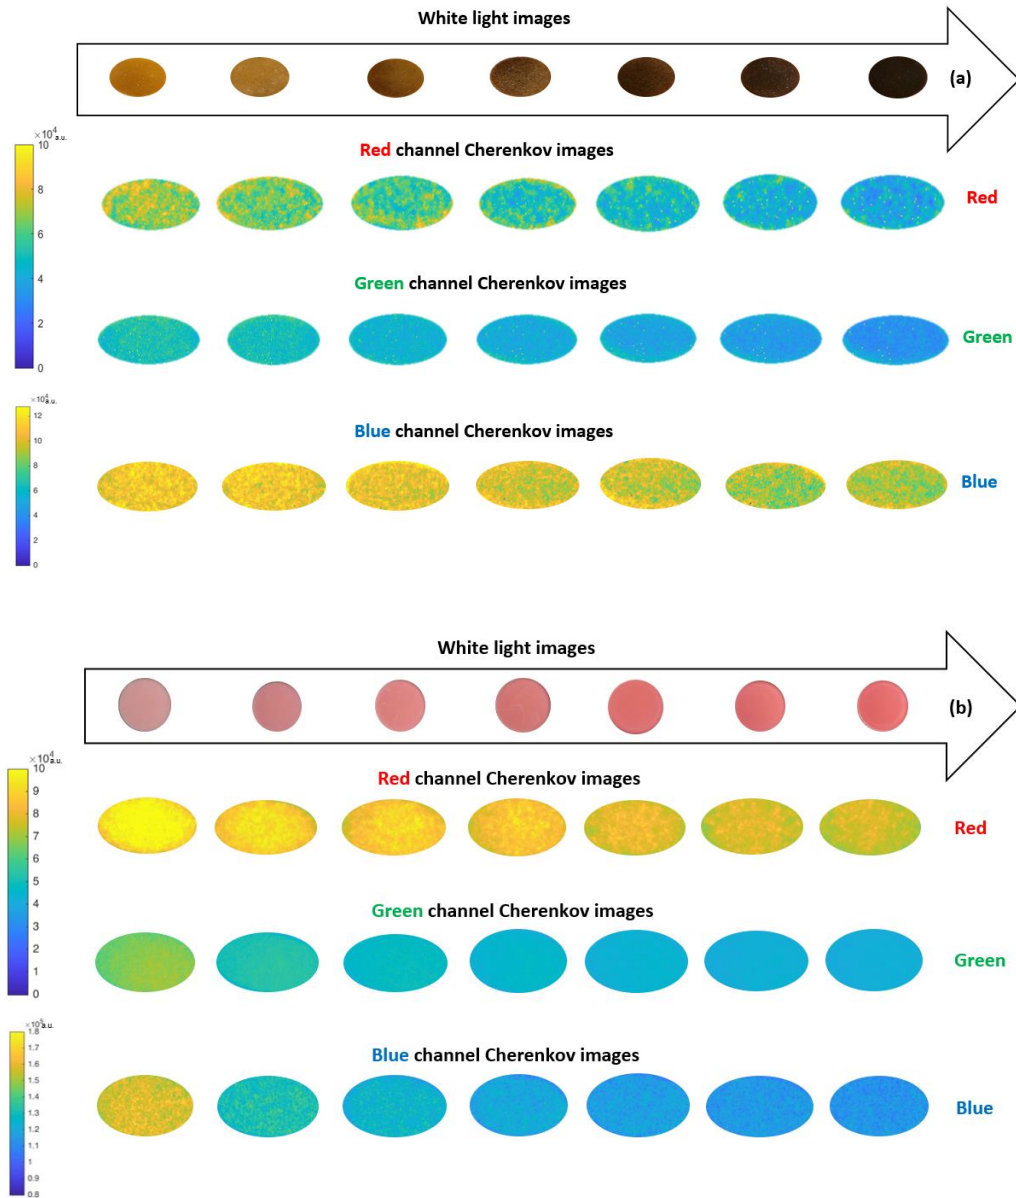 White light images
(a)
×10⁴
a.u.
10
8
6
4
2
0
Red channel Cherenkov images
Red
Green channel Cherenkov images
Green
×10⁴
a.u.
12
10
8
6
4
2
0
Blue channel Cherenkov images
Blue
White light images
(b)
×10⁴
a.u.
10
9
8
7
6
5
4
3
2
1
0
Red channel Cherenkov images
Red
Green channel Cherenkov images
Green
×10⁵
a.u.
1.8
1.7
1.6
1.5
1.4
1.3
1.2
1.1
1
0.9
0.8
Blue channel Cherenkov images
Blue